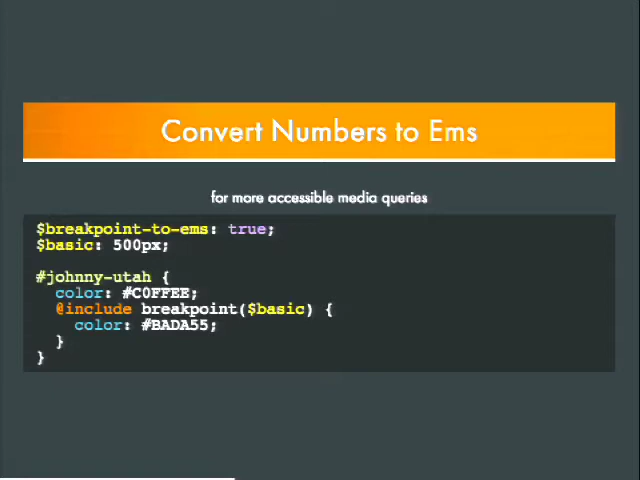 Convert Numbers to Ems
for more accessible media queries
$breakpoint-to-ems: true;
$basic: 500px;
#johnny-utah {
  color: #C0FFEE;
  @include breakpoint($basic) {
    color: #BADA55;
  }
}